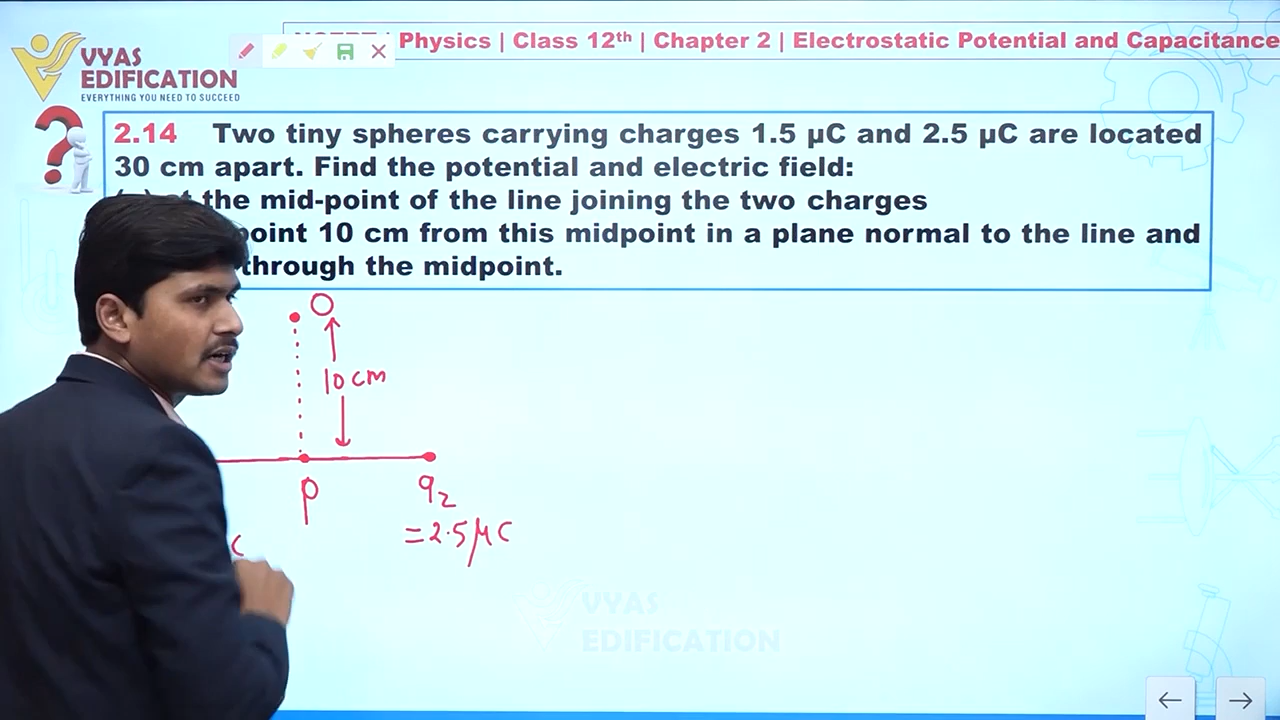 Physics | Class 12th | Chapter 2 | Electrostatic Potential and Capacitance
VYAS
EDIFICATION
EVERYTHING YOU NEED TO SUCCEED
2.14 Two tiny spheres carrying charges 1.5 μC and 2.5 μC are located
30 cm apart. Find the potential and electric field:
at the mid-point of the line joining the two charges
point 10 cm from this midpoint in a plane normal to the line and
through the midpoint.
O
10 cm
P
q2
= 2.5 μC
C
VYAS
EDIFICATION